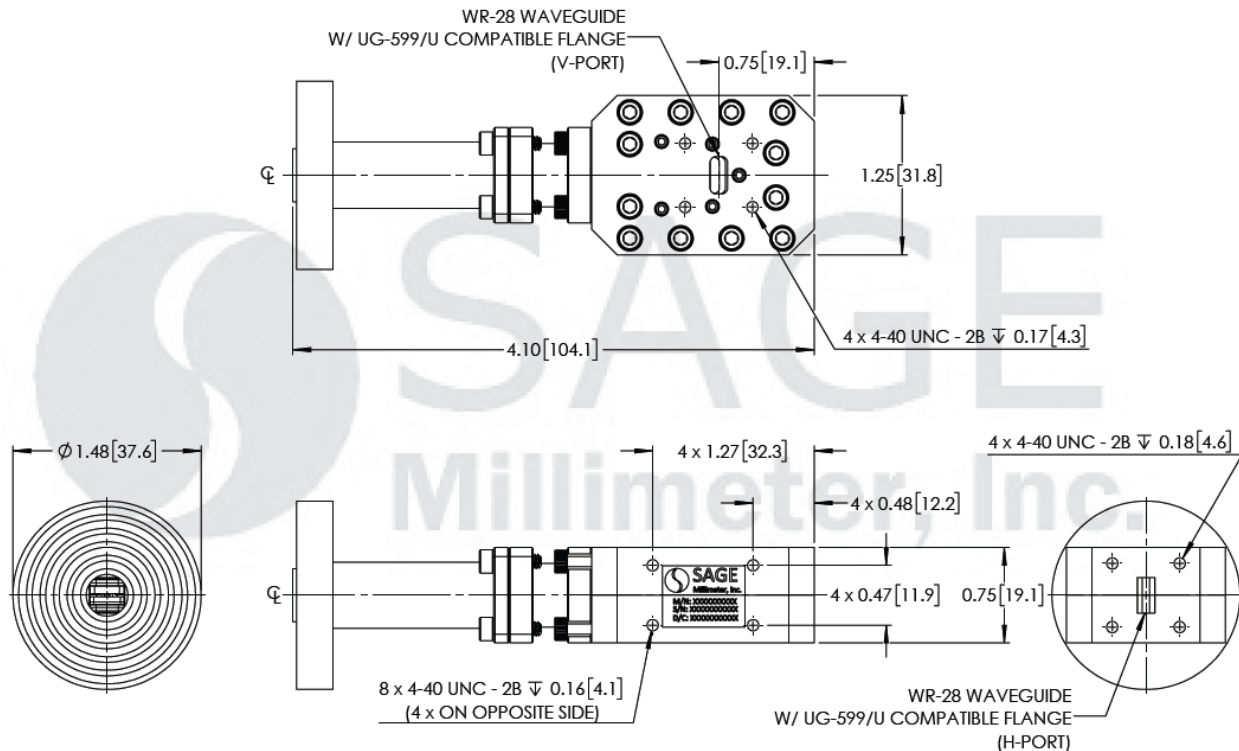 WR-28 WAVEGUIDE
W/ UG-599/U COMPATIBLE FLANGE
(V-PORT)
0.75[19.1]
℄
1.25[31.8]
4 x 4-40 UNC - 2B ↧ 0.17[4.3]
4.10[104.1]
SAGE
Millimeter, Inc.
Ø1.48[37.6]
4 x 1.27[32.3]
4 x 4-40 UNC - 2B ↧ 0.18[4.6]
4 x 0.48[12.2]
℄
SAGE
Millimeter, Inc.
M/N: XXXXXXXXXX
S/N: XXXXXXXXXXX
D/C: XXXXXXXXXXX
4 x 0.47[11.9]
0.75[19.1]
8 x 4-40 UNC - 2B ↧ 0.16[4.1]
(4 x ON OPPOSITE SIDE)
WR-28 WAVEGUIDE
W/ UG-599/U COMPATIBLE FLANGE
(H-PORT)